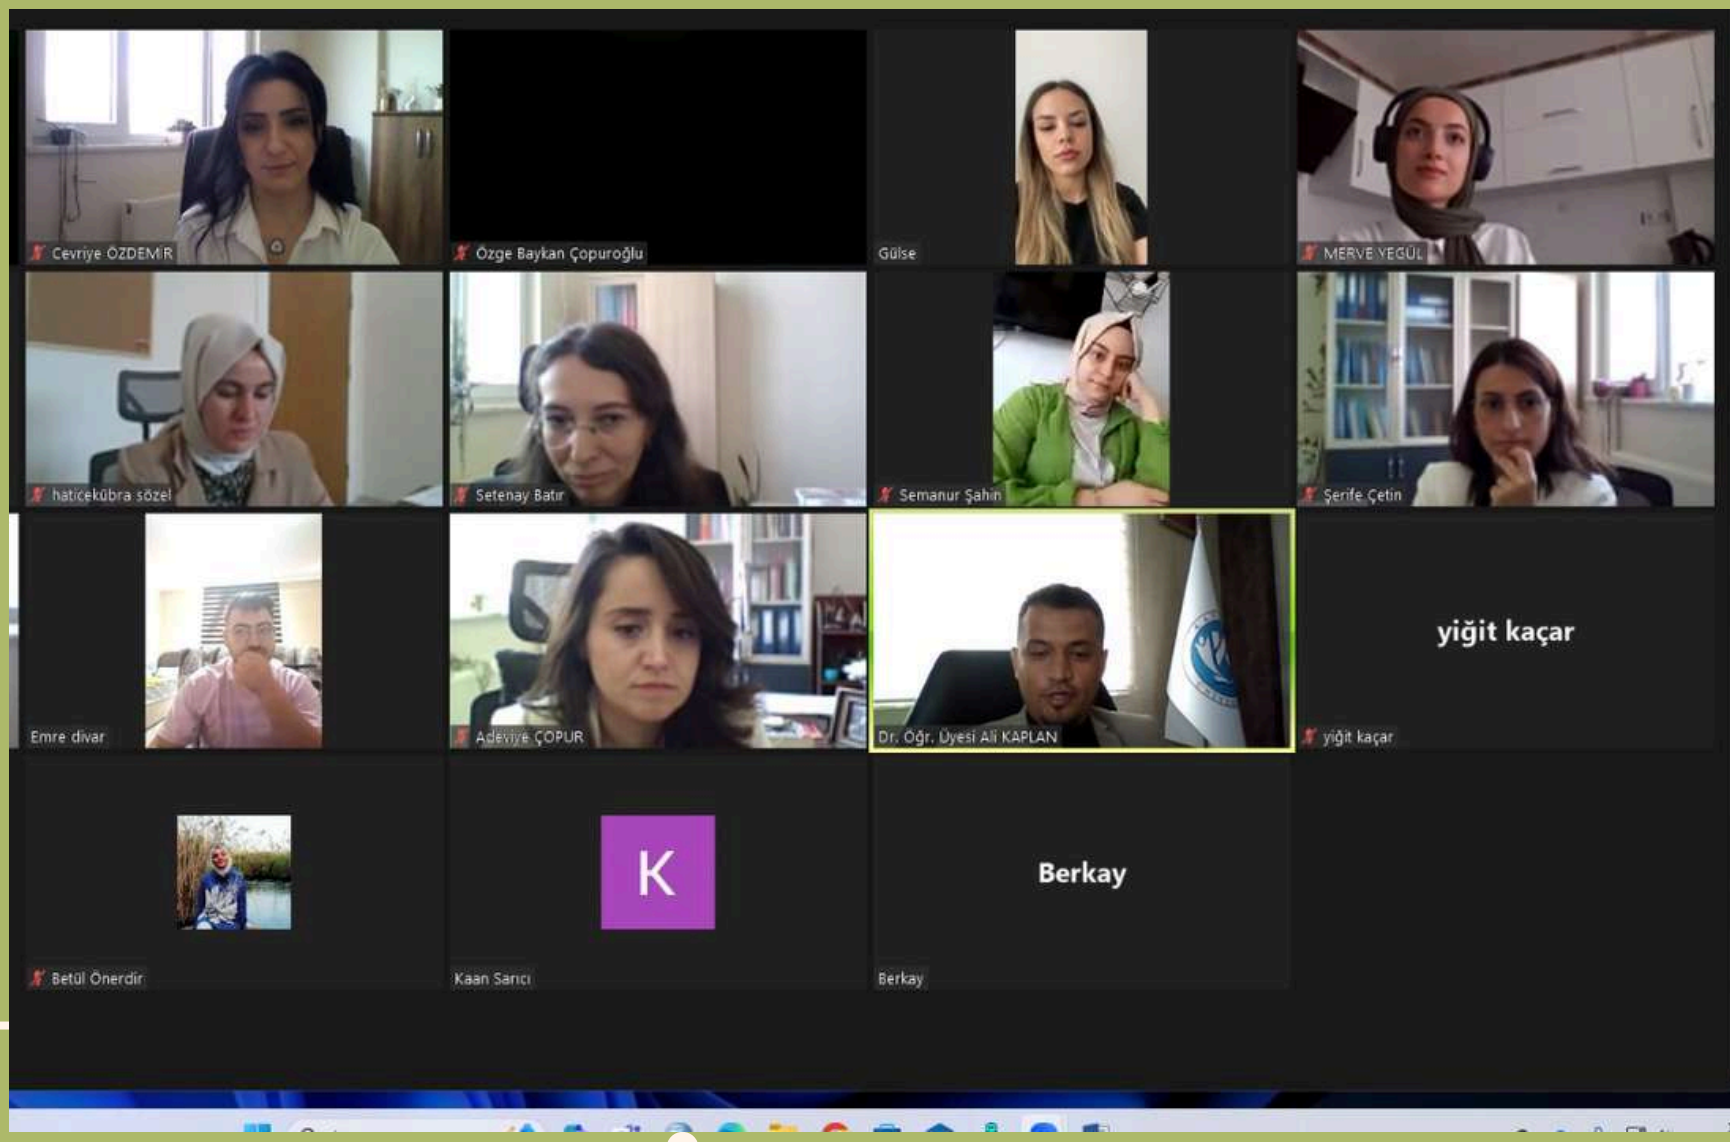 Cevriye ÖZDEMİR
Özge Baykan Çopuroğlu
Gülse
MERVE YEGÜL
haticekübra sözel
Setenay Batır
Semanur Şahin
Şerife Çetin
Emre divar
Adeviye ÇOPUR
Dr. Öğr. Üyesi Ali KAPLAN
yiğit kaçar
yiğit kaçar
Betül Önerdir
K
Kaan Sarıcı
Berkay
Berkay